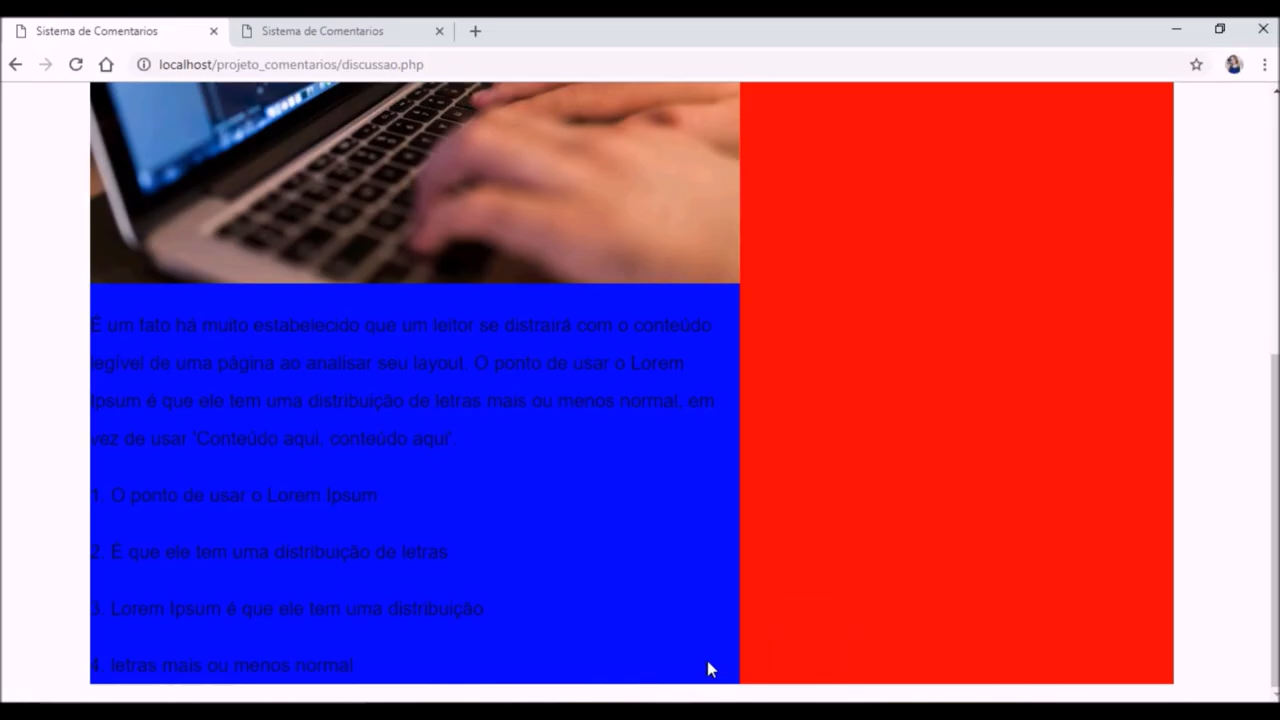 Sistema de Comentarios
Sistema de Comentarios
localhost/projeto_comentarios/discussao.php
É um fato há muito estabelecido que um leitor se distrairá com o conteúdo
legível de uma página ao analisar seu layout. O ponto de usar o Lorem
Ipsum é que ele tem uma distribuição de letras mais ou menos normal, em
vez de usar 'Conteúdo aqui, conteúdo aqui'.
1. O ponto de usar o Lorem Ipsum
2. É que ele tem uma distribuição de letras
3. Lorem Ipsum é que ele tem uma distribuição
4. letras mais ou menos normal